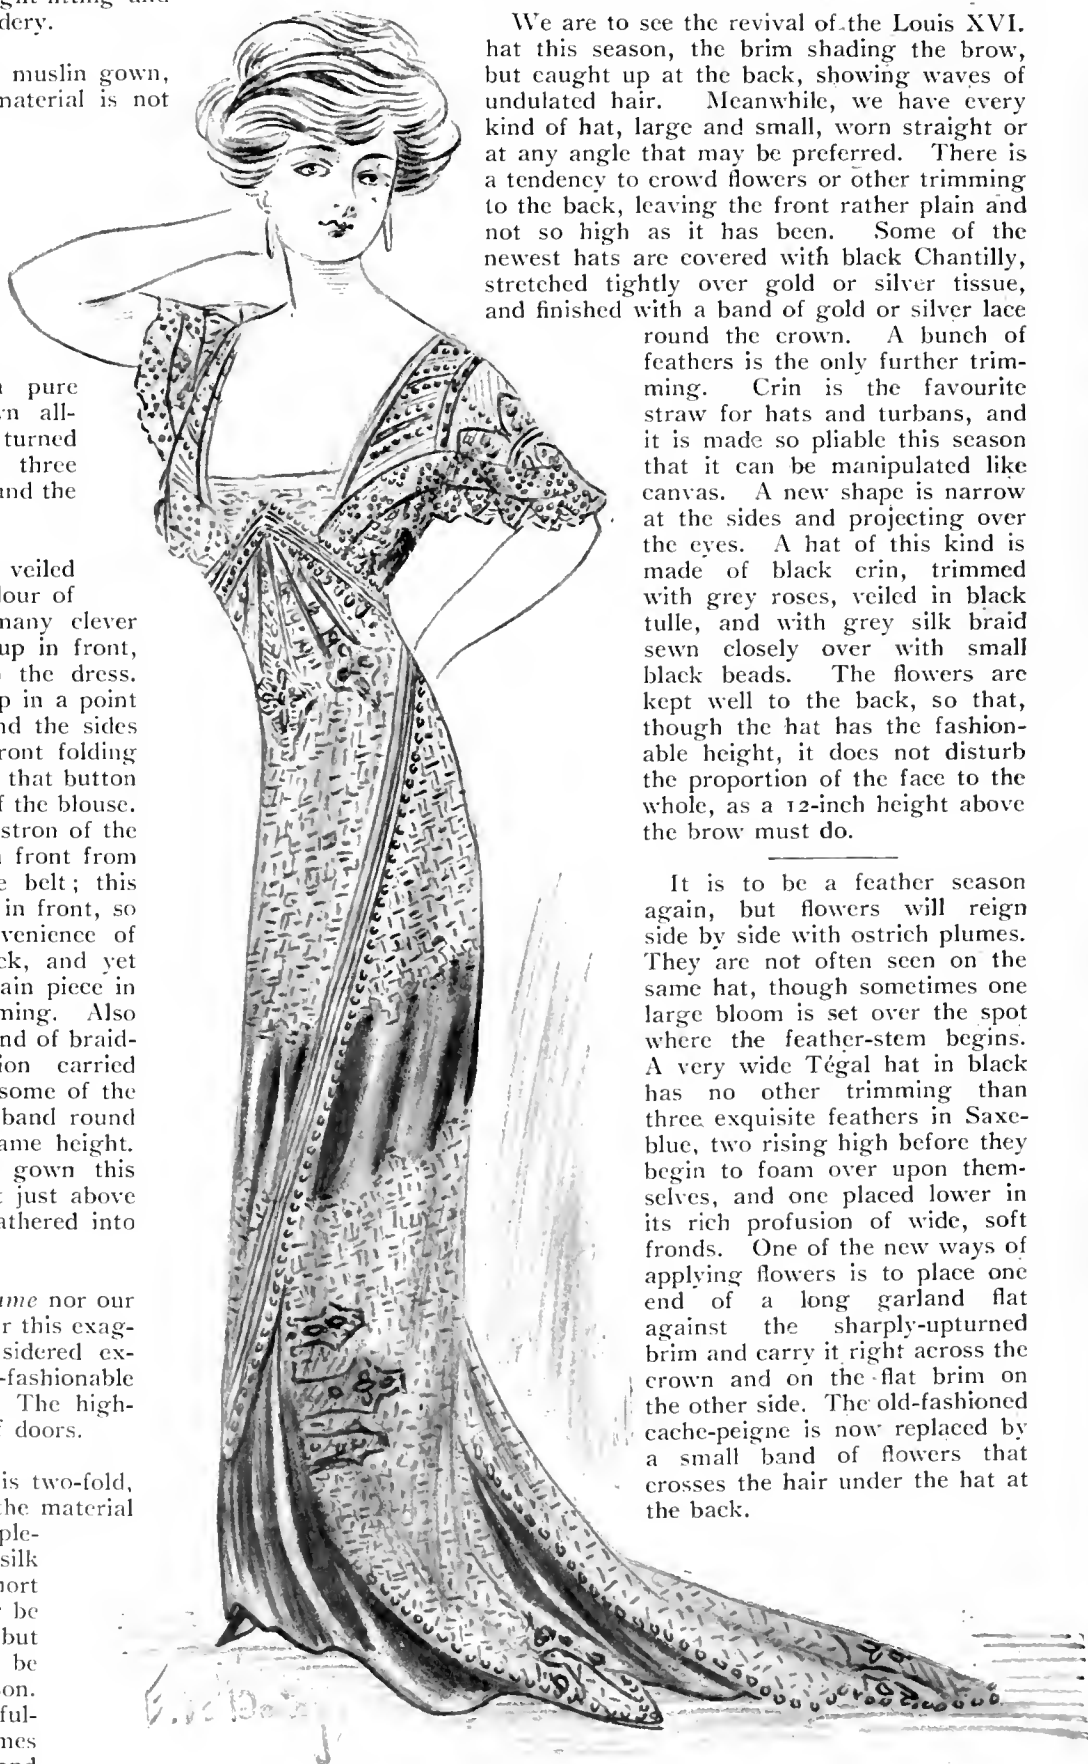 dery.
muslin gown,
material is not
pure
n all-
turned
three
and the
veiled
lour of
many clever
up in front,
the dress.
p in a point
nd the sides
ront folding
that button
f the blouse.
stron of the
front from
e belt; this
in front, so
venience of
ck, and yet
ain piece in
ming. Also
nd of braid-
ion carried
some of the
band round
ame height.
gown this
t just above
athered into
ume nor our
r this exag-
sidered ex-
-fashionable
The high-
f doors.
is two-fold,
the material
ple-
silk
hort
be
but
be
on.
ful-
mes
We are to see the revival of the Louis XVI.
hat this season, the brim shading the brow,
but caught up at the back, showing waves of
undulated hair. Meanwhile, we have every
kind of hat, large and small, worn straight or
at any angle that may be preferred. There is
a tendency to crowd flowers or other trimming
to the back, leaving the front rather plain and
not so high as it has been. Some of the
newest hats are covered with black Chantilly,
stretched tightly over gold or silver tissue,
and finished with a band of gold or silver lace
round the crown. A bunch of
feathers is the only further trim-
ming. Crin is the favourite
straw for hats and turbans, and
it is made so pliable this season
that it can be manipulated like
canvas. A new shape is narrow
at the sides and projecting over
the eyes. A hat of this kind is
made of black crin, trimmed
with grey roses, veiled in black
tulle, and with grey silk braid
sewn closely over with small
black beads. The flowers are
kept well to the back, so that,
though the hat has the fashion-
able height, it does not disturb
the proportion of the face to the
whole, as a 12-inch height above
the brow must do.
It is to be a feather season
again, but flowers will reign
side by side with ostrich plumes.
They are not often seen on the
same hat, though sometimes one
large bloom is set over the spot
where the feather-stem begins.
A very wide Tégal hat in black
has no other trimming than
three exquisite feathers in Saxe-
blue, two rising high before they
begin to foam over upon them-
selves, and one placed lower in
its rich profusion of wide, soft
fronds. One of the new ways of
applying flowers is to place one
end of a long garland flat
against the sharply-upturned
brim and carry it right across the
crown and on the flat brim on
the other side. The old-fashioned
cache-peigne is now replaced by
a small band of flowers that
crosses the hair under the hat at
the back.